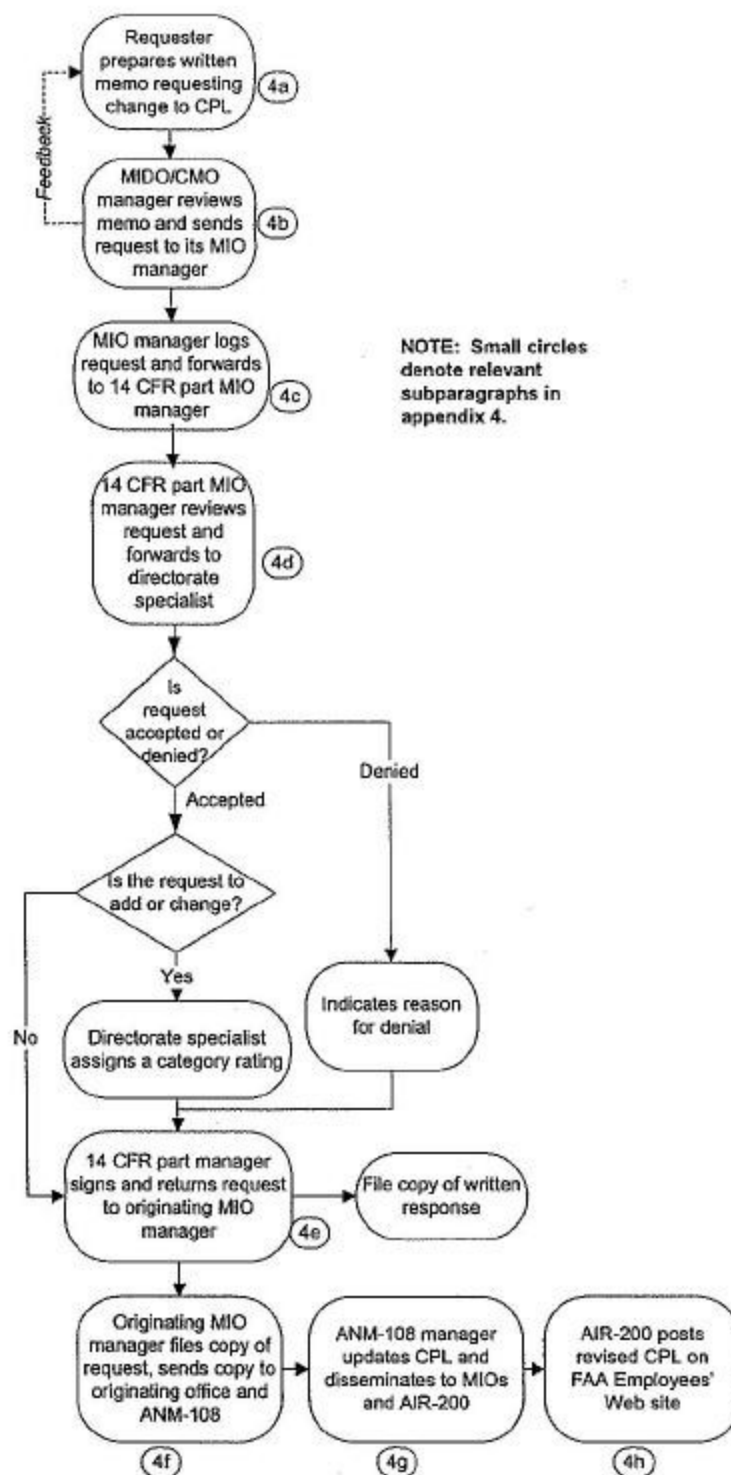 Requester
prepares written
memo requesting
change to CPL
4a
Feedback
MIDO/CMO
manager reviews
memo and sends
request to its MIO
manager
4b
MIO manager logs
request and forwards
to 14 CFR part MIO
manager
4c
NOTE: Small circles
denote relevant
subparagraphs in
appendix 4.
14 CFR part MIO
manager reviews
request and
forwards to
directorate
specialist
4d
Is
request
accepted or
denied?
Denied
Accepted
Is the request to
add or change?
Yes
No
Indicates reason
for denial
Directorate specialist
assigns a category rating
14 CFR part manager
signs and returns request
to originating MIO
manager
4e
File copy of written
response
Originating MIO
manager files copy of
request, sends copy to
originating office and
ANM-108
4f
ANM-108 manager
updates CPL and
disseminates to MIOs
and AIR-200
4g
AIR-200 posts
revised CPL on
FAA Employees'
Web site
4h